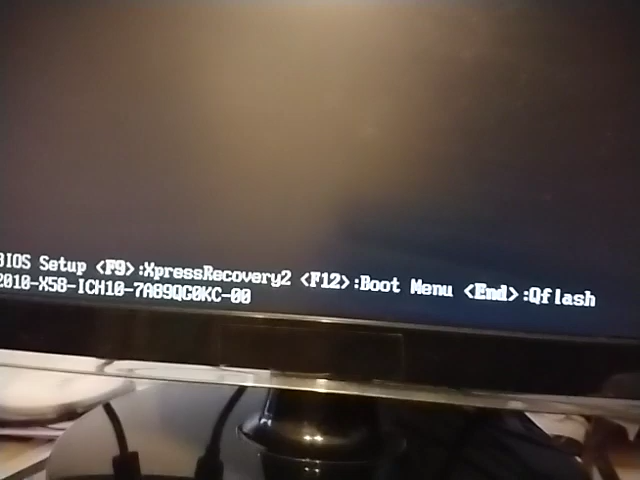 BIOS Setup <F9>:XpressRecovery2 <F12>:Boot Menu <End>:Qflash
2010-X58-ICH10-7A89QG0KC-00